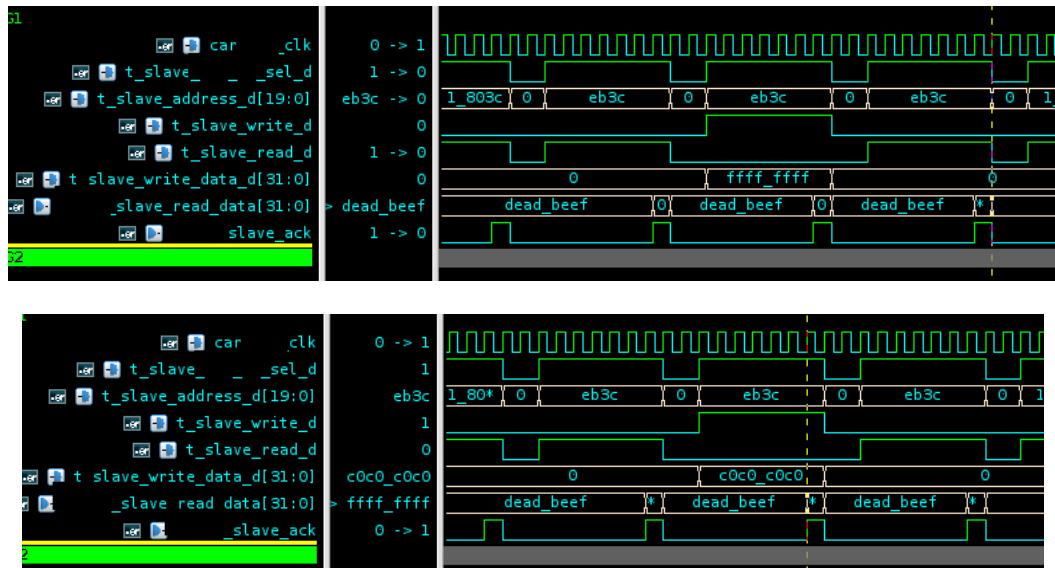 G1
car _clk 0 -> 1
t_slave_ _ _sel_d 1 -> 0
t_slave_address_d[19:0] eb3c -> 0 1_803c 0 eb3c 0 eb3c 0 eb3c 0 1_
t_slave_write_d 0
t_slave_read_d 1 -> 0
t slave_write_data_d[31:0] 0 0 ffff_ffff 0
_slave_read_data[31:0] > dead_beef dead_beef 0 dead_beef 0 dead_beef *
slave_ack 1 -> 0
G2
car _clk 0 -> 1
t_slave_ _ _sel_d 1
t_slave_address_d[19:0] eb3c 1_80* 0 eb3c 0 eb3c 0 eb3c 0 1
t_slave_write_d 1
t_slave_read_d 0
t slave_write_data_d[31:0] c0c0_c0c0 0 c0c0_c0c0 0
_slave read data[31:0] > ffff_ffff dead_beef * dead_beef * dead_beef *
_slave_ack 0 -> 1
2